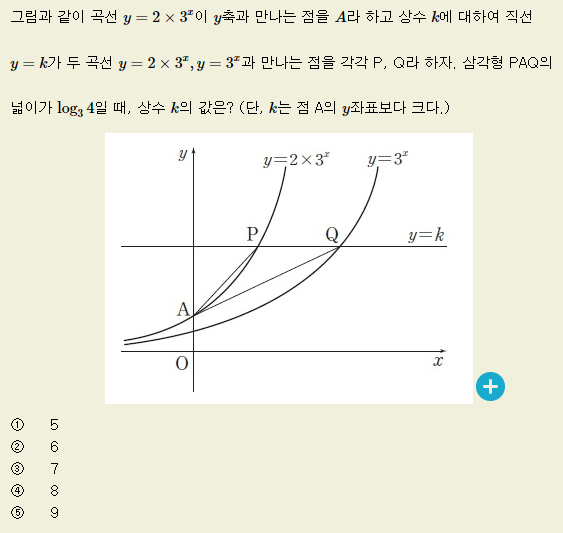 그림과 같이 곡선 y = 2 × 3ˣ이 y축과 만나는 점을 A라 하고 상수 k에 대하여 직선
y = k가 두 곡선 y = 2 × 3ˣ, y = 3ˣ과 만나는 점을 각각 P, Q라 하자. 삼각형 PAQ의
넓이가 log₃ 4일 때, 상수 k의 값은? (단, k는 점 A의 y좌표보다 크다.)
y y=2×3ˣ y=3ˣ
P Q y=k
A
O x
① 5
② 6
③ 7
④ 8
⑤ 9